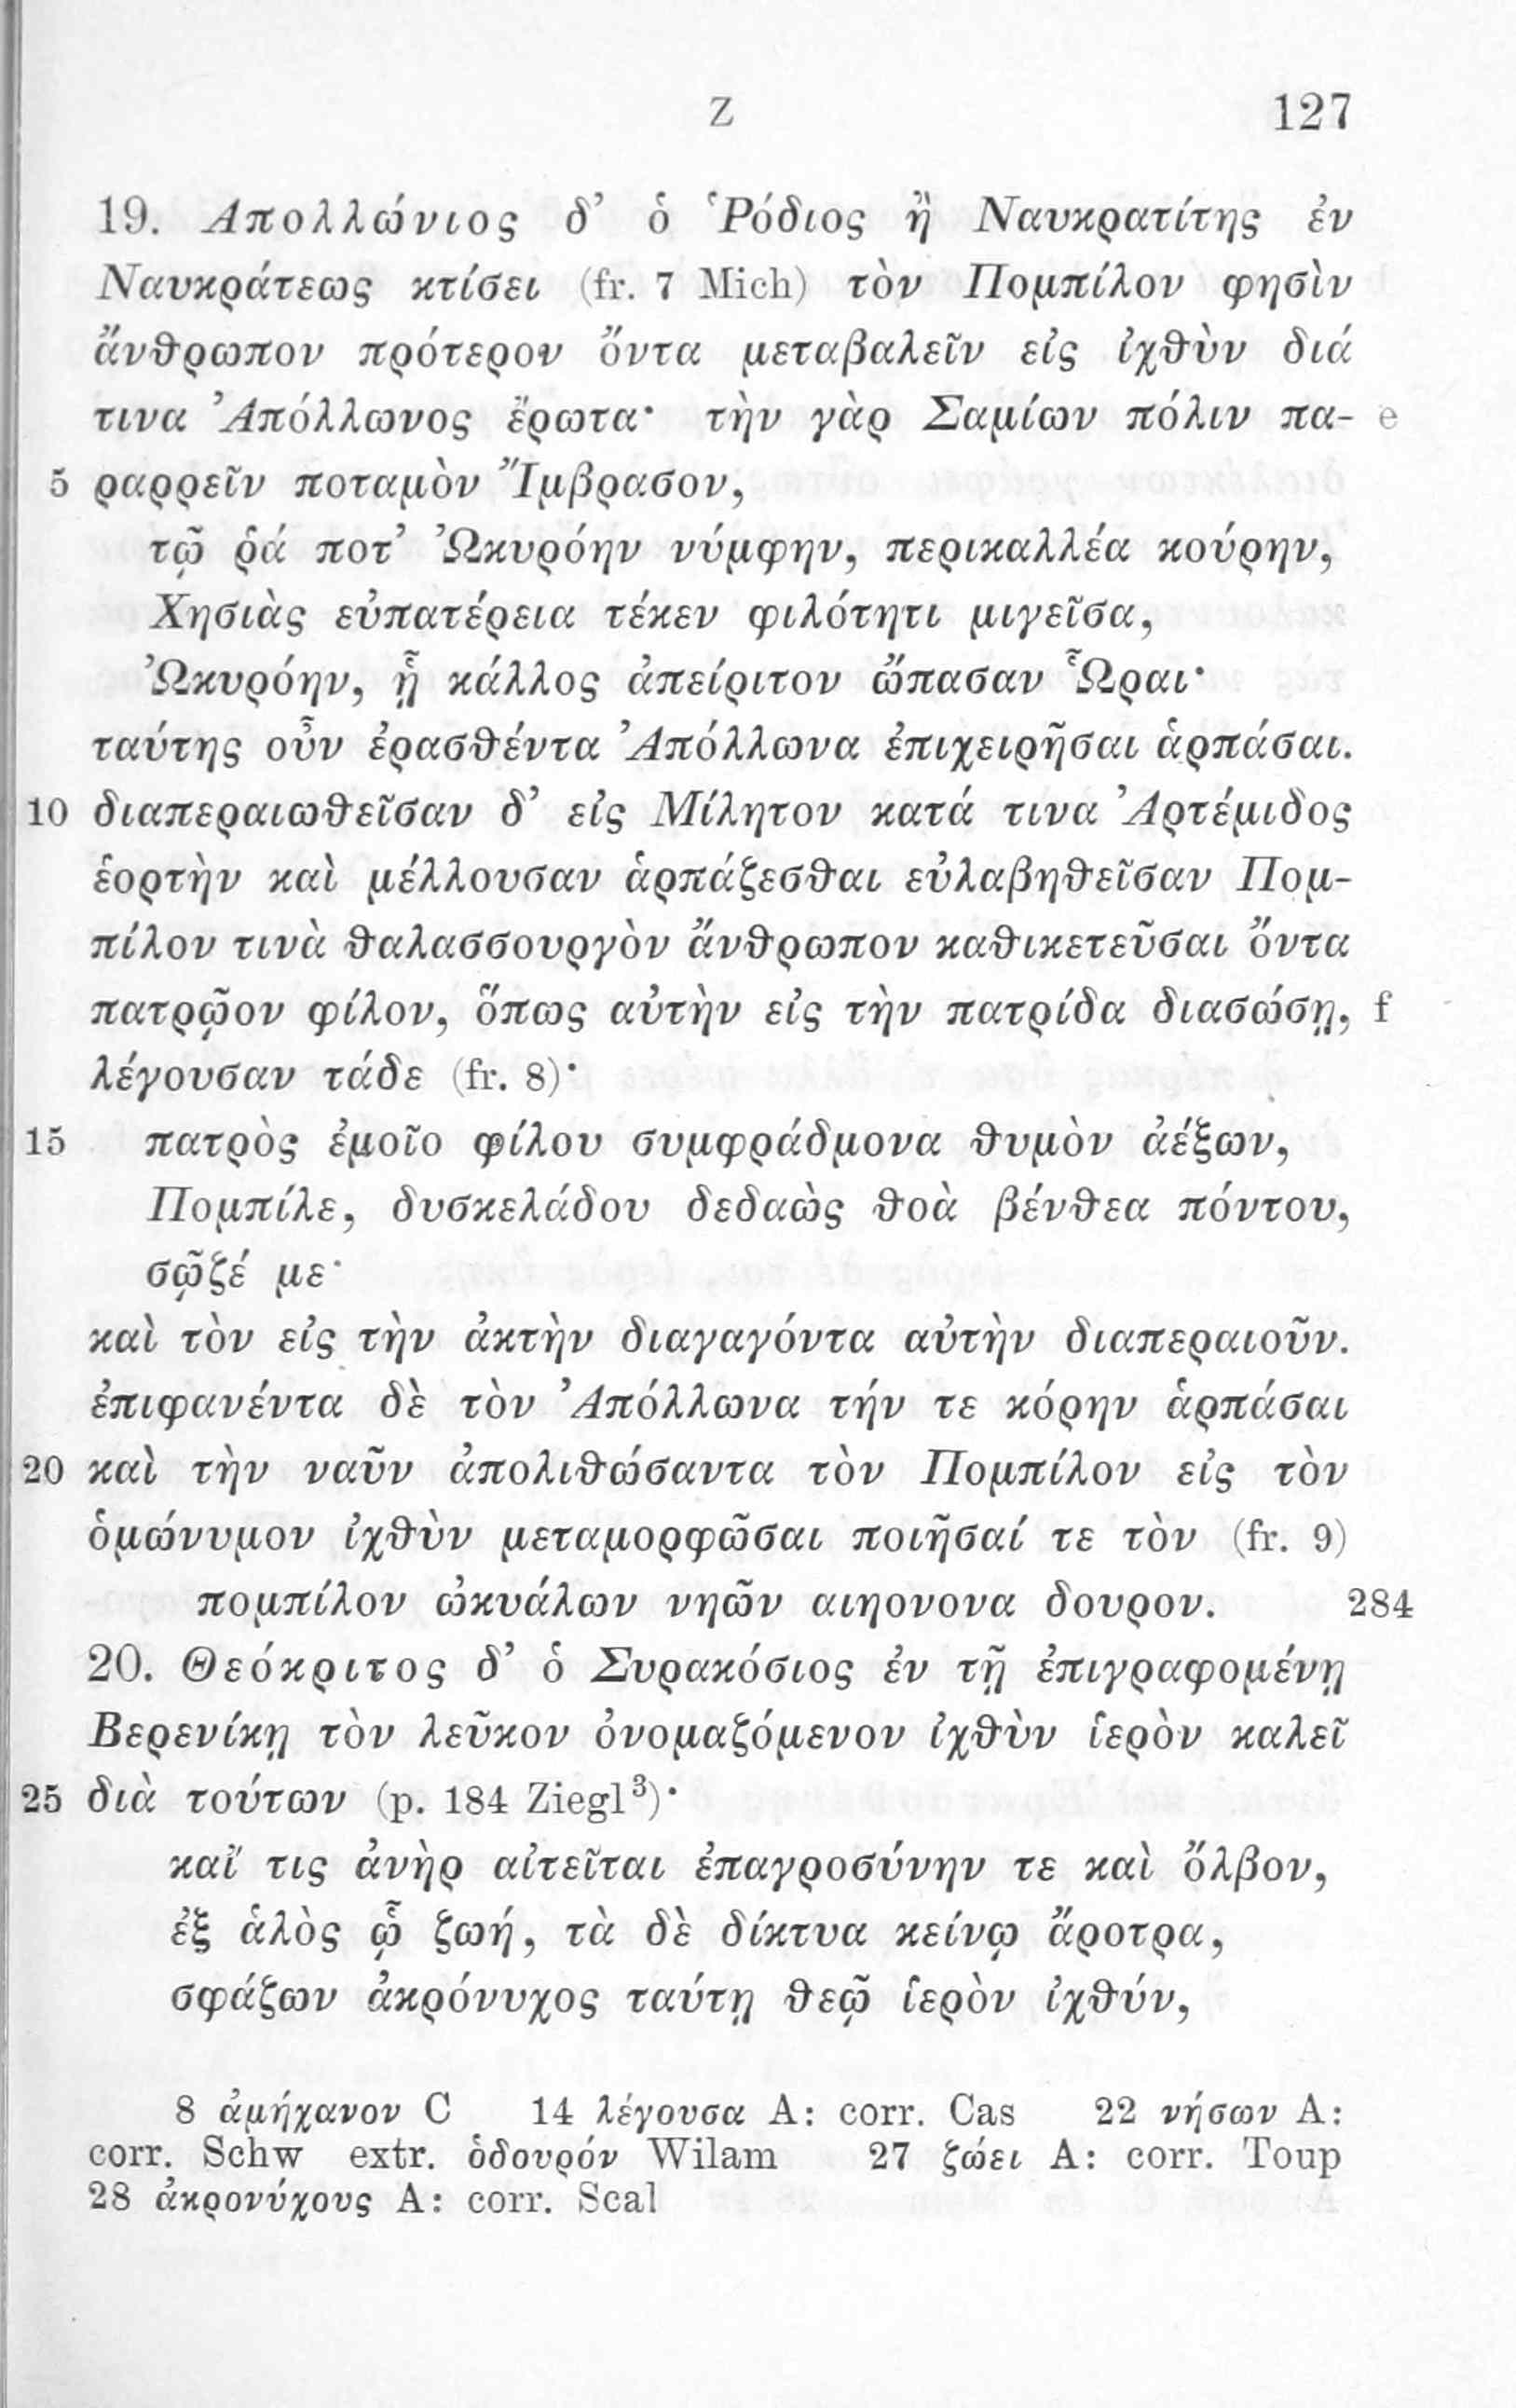 Z 127
19. Ἀπολλώνιος δ’ ὁ Ῥόδιος ἢ Ναυκρατίτης ἐν
Ναυκράτεως κτίσει (fr. 7 Mich) τὸν Πομπίλον φησὶν
ἄνθρωπον πρότερον ὄντα μεταβαλεῖν εἰς ἰχθὺν διά
τινα Ἀπόλλωνος ἔρωτα· τὴν γὰρ Σαμίων πόλιν πα- e
5 ραρρεῖν ποταμὸν Ἴμβρασον,
τῷ ῥά ποτ’ Ὠκυρόην νύμφην, περικαλλέα κούρην,
Χησιὰς εὐπατέρεια τέκεν φιλότητι μιγεῖσα,
Ὠκυρόην, ᾗ κάλλος ἀπείριτον ὤπασαν Ὧραι·
ταύτης οὖν ἐρασθέντα Ἀπόλλωνα ἐπιχειρῆσαι ἁρπάσαι.
10 διαπεραιωθεῖσαν δ’ εἰς Μίλητον κατά τινα Ἀρτέμιδος
ἑορτὴν καὶ μέλλουσαν ἁρπάζεσθαι εὐλαβηθεῖσαν Πομ-
πίλον τινὰ θαλασσουργὸν ἄνθρωπον καθικετεῦσαι ὄντα
πατρῷον φίλον, ὅπως αὐτὴν εἰς τὴν πατρίδα διασώσῃ, f
λέγουσαν τάδε (fr. 8)·
15 πατρὸς ἐμοῖο φίλου συμφράδμονα θυμὸν ἀέξων,
Πομπίλε, δυσκελάδου δεδαὼς θοὰ βένθεα πόντου,
σῷζέ με·
καὶ τὸν εἰς τὴν ἀκτὴν διαγαγόντα αὐτὴν διαπεραιοῦν.
ἐπιφανέντα δὲ τὸν Ἀπόλλωνα τήν τε κόρην ἁρπάσαι
20 καὶ τὴν ναῦν ἀπολιθώσαντα τὸν Πομπίλον εἰς τὸν
ὁμώνυμον ἰχθὺν μεταμορφῶσαι ποιῆσαί τε τὸν (fr. 9)
πομπίλον ὠκυάλων νηῶν αιηονονα δουρον. 284
20. Θεόκριτος δ’ ὁ Συρακόσιος ἐν τῇ ἐπιγραφομένῃ
Βερενίκῃ τὸν λεῦκον ὀνομαζόμενον ἰχθὺν ἱερὸν καλεῖ
25 διὰ τούτων (p. 184 Ziegl³)·
καἴ τις ἀνὴρ αἰτεῖται ἐπαγροσύνην τε καὶ ὄλβον,
ἐξ ἁλὸς ᾧ ζωή, τὰ δὲ δίκτυα κείνῳ ἄροτρα,
σφάζων ἀκρόνυχος ταύτῃ θεῷ ἱερὸν ἰχθύν,
8 ἀμήχανον C 14 λέγουσα A: corr. Cas 22 νήσων A:
corr. Schw extr. ὁδουρόν Wilam 27 ζώει A: corr. Toup
28 ἀκρονύχους A: corr. Scal